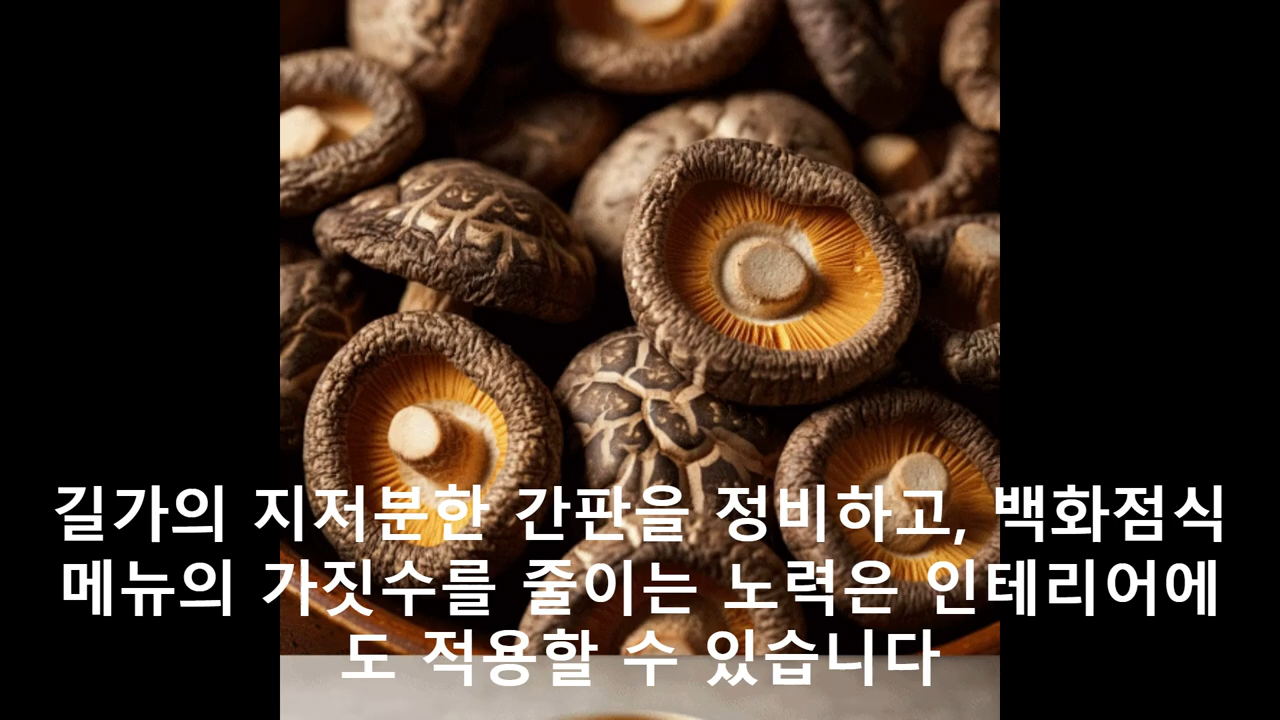 길가의 지저분한 간판을 정비하고, 백화점식
메뉴의 가짓수를 줄이는 노력은 인테리어에
도 적용할 수 있습니다